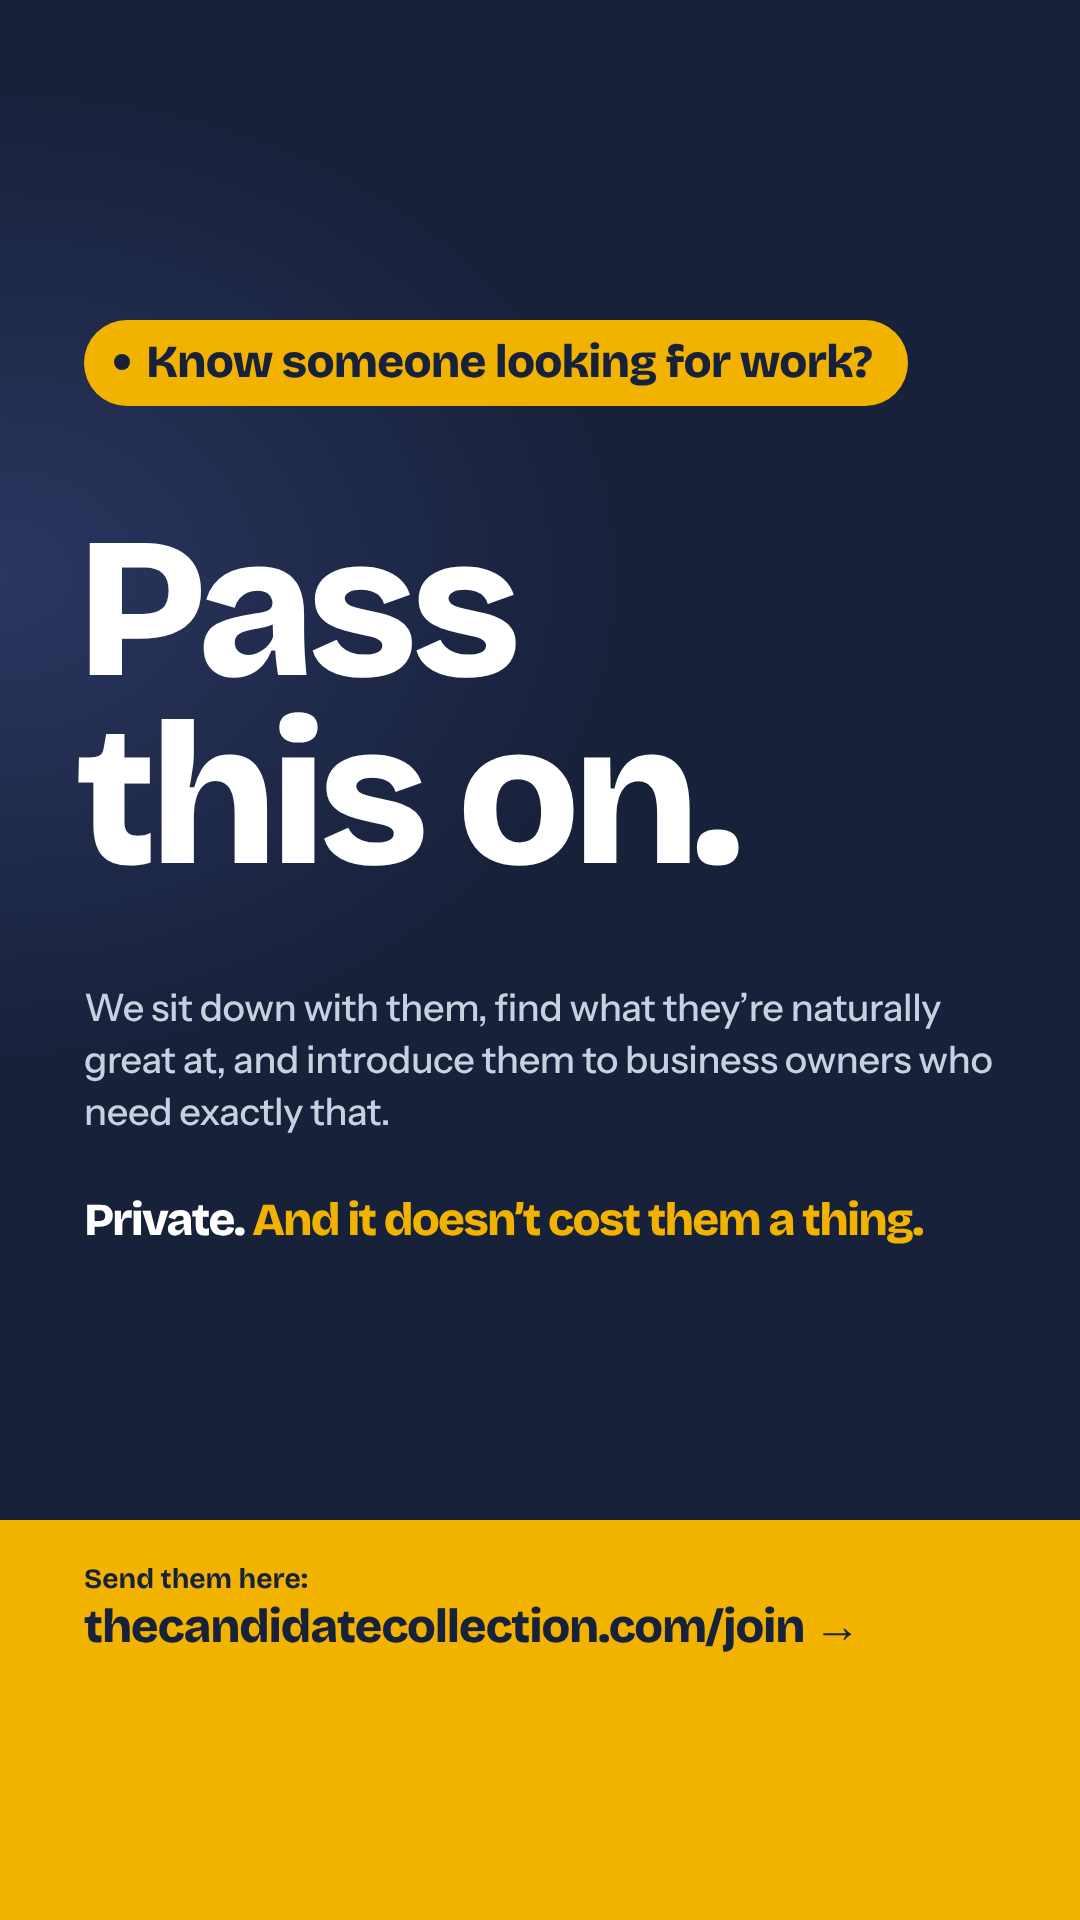 • Know someone looking for work?
Pass
this on.
We sit down with them, find what they’re naturally
great at, and introduce them to business owners who
need exactly that.
Private. And it doesn’t cost them a thing.
Send them here:
thecandidatecollection.com/join →